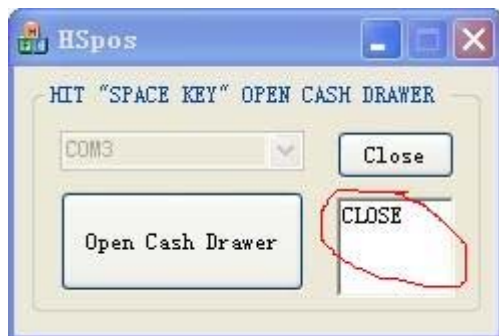 HSpos
HIT "SPACE KEY" OPEN CASH DRAWER
COM3
Close
Open Cash Drawer
CLOSE